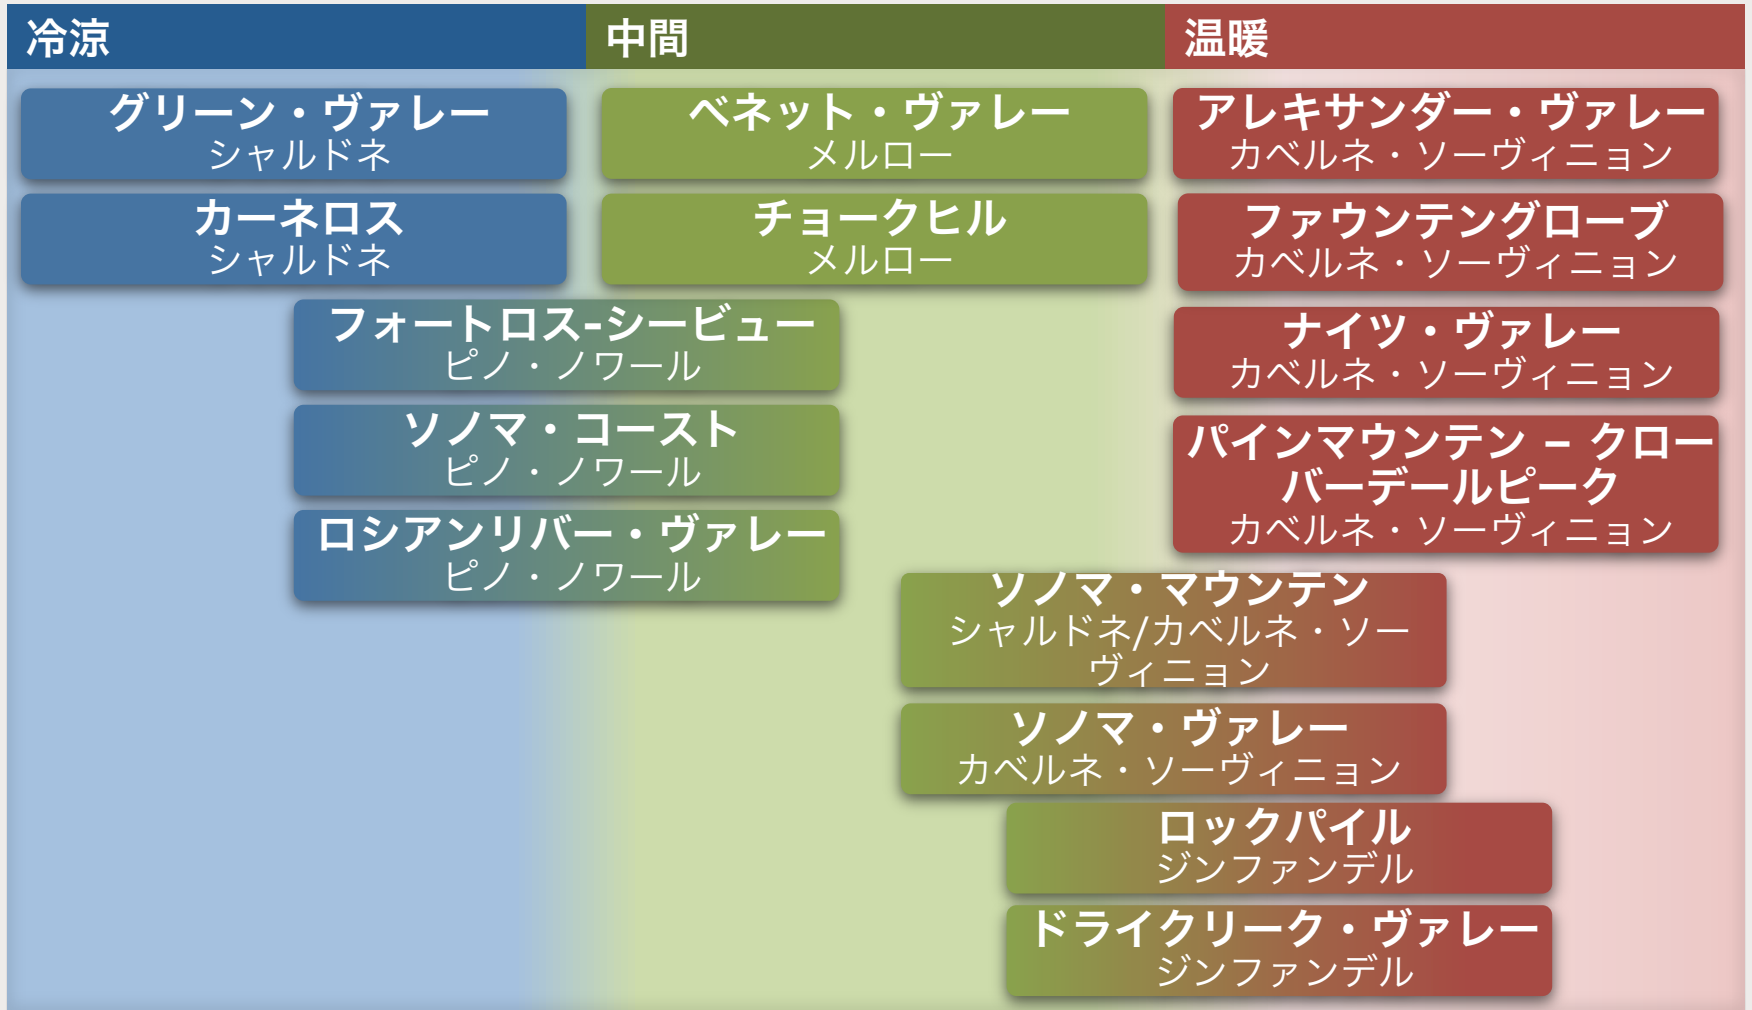 冷涼
中間
温暖
グリーン・ヴァレー
シャルドネ
カーネロス
シャルドネ
フォートロス-シービュー
ピノ・ノワール
ソノマ・コースト
ピノ・ノワール
ロシアンリバー・ヴァレー
ピノ・ノワール
ベネット・ヴァレー
メルロー
チョークヒル
メルロー
アレキサンダー・ヴァレー
カベルネ・ソーヴィニョン
ファウンテングローブ
カベルネ・ソーヴィニョン
ナイツ・ヴァレー
カベルネ・ソーヴィニョン
パインマウンテン – クロー
バーデールピーク
カベルネ・ソーヴィニョン
ソノマ・マウンテン
シャルドネ/カベルネ・ソー
ヴィニョン
ソノマ・ヴァレー
カベルネ・ソーヴィニョン
ロックパイル
ジンファンデル
ドライクリーク・ヴァレー
ジンファンデル